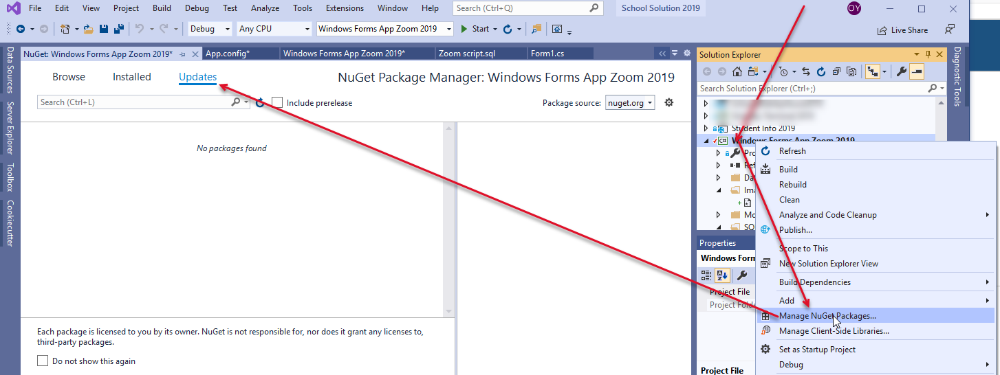 File Edit View Project Build Debug Test Analyze Tools Extensions Window Help Search (Ctrl+Q) School Solution 2019 OY
Debug Any CPU Windows Forms App Zoom 2019 Start Live Share
Data Sources
Server Explorer
Toolbox
Cookiecutter
NuGet: Windows Forms App Zoom 2019* App.config* Windows Forms App Zoom 2019* Zoom script.sql Form1.cs
Browse Installed Updates NuGet Package Manager: Windows Forms App Zoom 2019
Search (Ctrl+L) Include prerelease Package source: nuget.org
No packages found
Each package is licensed to you by its owner. NuGet is not responsible for, nor does it grant any licenses to,
third-party packages.
Do not show this again
Solution Explorer
Search Solution Explorer (Ctrl+;)
Student Info 2019
Windows Forms App Zoom 2019
Pro
Ref
Dat
Ima
Mo
SQ
Properties
Windows Form
Project File
Project Folde
Project File
Refresh
Build
Rebuild
Clean
Analyze and Code Cleanup
Publish...
Scope to This
New Solution Explorer View
Build Dependencies
Add
Manage NuGet Packages...
Manage Client-Side Libraries...
Set as Startup Project
Debug
Diagnostic Tools